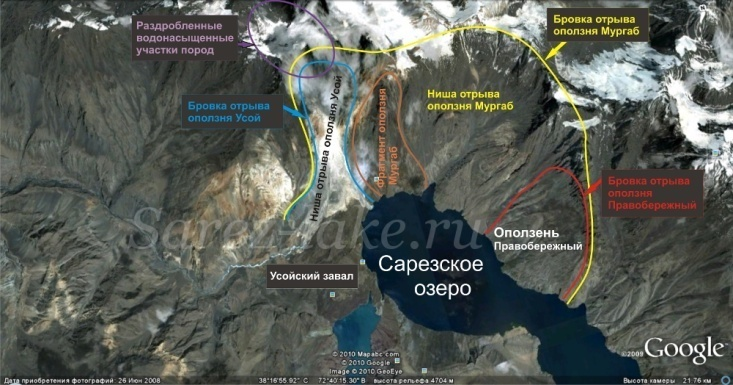 Раздробленные
водонасыщенные
участки пород
Бровка отрыва
оползня Мургаб
Бровка отрыва
оползня Усой
Ниша отрыва оползня Усой
Фрагмент оползня
Мургаб
Ниша отрыва
оползня Мургаб
Бровка отрыва
оползня
Правобережный
Оползень
Правобережный
Sarez-lake.ru
Усойский завал
Сарезское
озеро
© 2010 Mapabc.com
© 2010 Google
Image © 2010 GeoEye
©2009 Google™
Дата приобретения фотографий: 26 Июн 2008
38°16'55.92" С 72°40'15.30" В высота рельефа 4704 м
Высота камеры 21.76 км